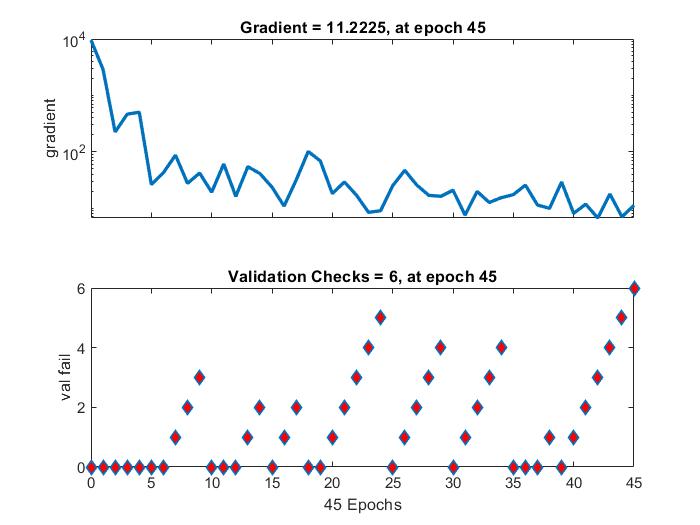 Gradient = 11.2225, at epoch 45
10^4
10^2
gradient
Validation Checks = 6, at epoch 45
6
4
2
0
val fail
0 5 10 15 20 25 30 35 40 45
45 Epochs